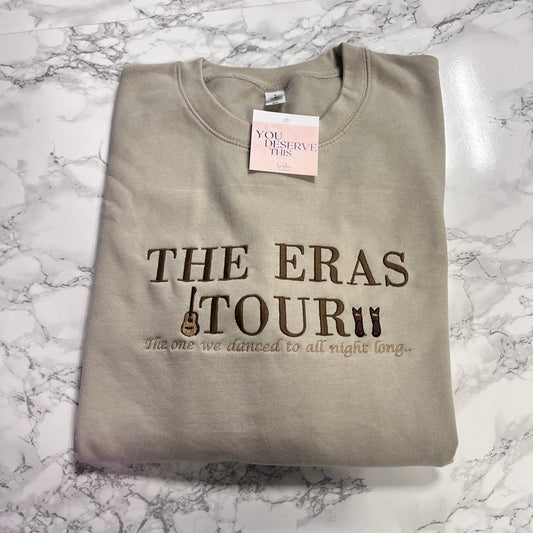 YOU
DESERVE
THIS
THE ERAS
TOUR
The one we danced to all night long..